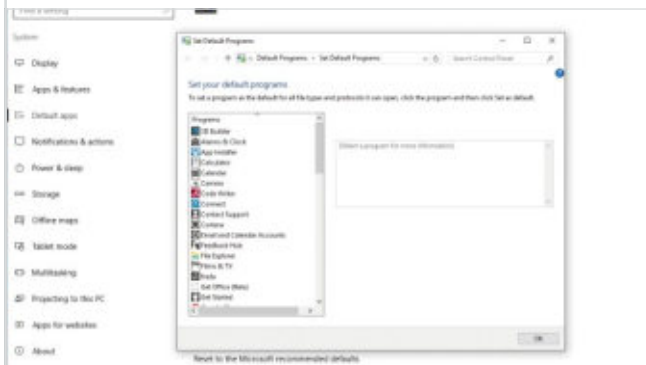 Find a setting
System
Display
Apps & features
Default apps
Notifications & actions
Power & sleep
Storage
Offline maps
Tablet mode
Multitasking
Projecting to this PC
Apps for websites
About
Set Default Programs
Default Programs > Set Default Programs
Search Control Panel
Set your default programs
To set a program as the default for all file types and protocols it can open, click the program and then click Set as default.
Programs
3D Builder
Alarms & Clock
App Installer
Calculator
Calendar
Camera
Code Writer
Connect
Contact Support
Cortana
Email and Calendar Accounts
Feedback Hub
File Explorer
Films & TV
Get Office (Beta)
Get Started
(Select a program for more information)
OK
Reset to the Microsoft recommended defaults